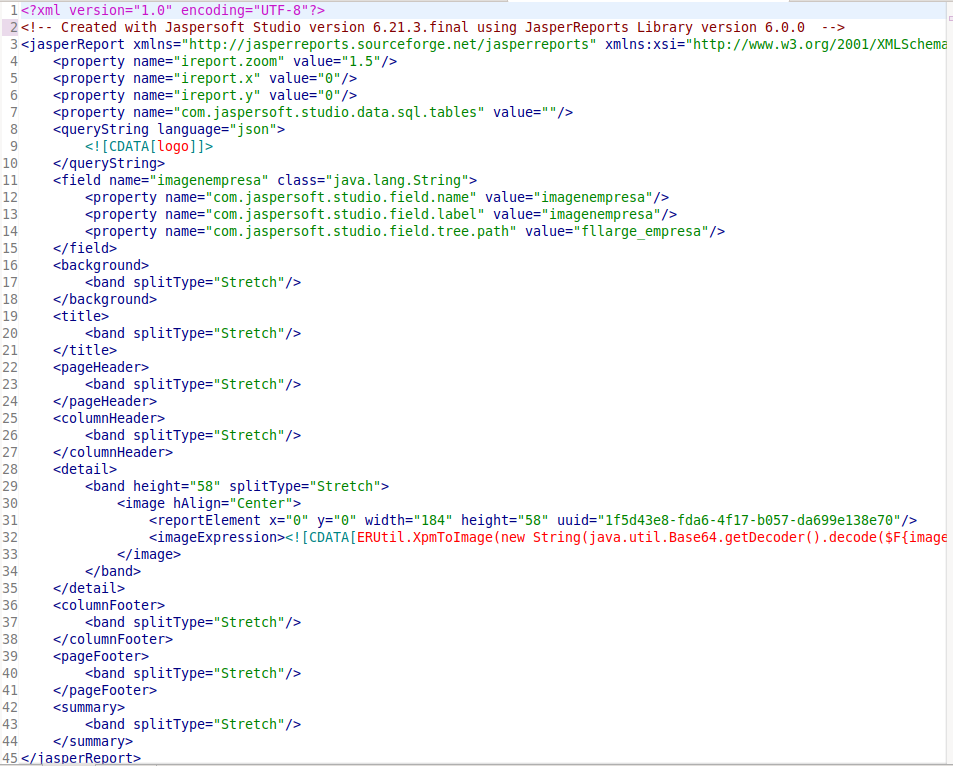 1 <?xml version="1.0" encoding="UTF-8"?>
2 <!-- Created with Jaspersoft Studio version 6.21.3.final using JasperReports Library version 6.0.0  -->
3 <jasperReport xmlns="http://jasperreports.sourceforge.net/jasperreports" xmlns:xsi="http://www.w3.org/2001/XMLSchema
4     <property name="ireport.zoom" value="1.5"/>
5     <property name="ireport.x" value="0"/>
6     <property name="ireport.y" value="0"/>
7     <property name="com.jaspersoft.studio.data.sql.tables" value=""/>
8     <queryString language="json">
9         <![CDATA[logo]]>
10     </queryString>
11     <field name="imagenempresa" class="java.lang.String">
12         <property name="com.jaspersoft.studio.field.name" value="imagenempresa"/>
13         <property name="com.jaspersoft.studio.field.label" value="imagenempresa"/>
14         <property name="com.jaspersoft.studio.field.tree.path" value="fllarge_empresa"/>
15     </field>
16     <background>
17         <band splitType="Stretch"/>
18     </background>
19     <title>
20         <band splitType="Stretch"/>
21     </title>
22     <pageHeader>
23         <band splitType="Stretch"/>
24     </pageHeader>
25     <columnHeader>
26         <band splitType="Stretch"/>
27     </columnHeader>
28     <detail>
29         <band height="58" splitType="Stretch">
30             <image hAlign="Center">
31                 <reportElement x="0" y="0" width="184" height="58" uuid="1f5d43e8-fda6-4f17-b057-da699e138e70"/>
32                 <imageExpression><![CDATA[ERUtil.XpmToImage(new String(java.util.Base64.getDecoder().decode($F{image
33             </image>
34         </band>
35     </detail>
36     <columnFooter>
37         <band splitType="Stretch"/>
38     </columnFooter>
39     <pageFooter>
40         <band splitType="Stretch"/>
41     </pageFooter>
42     <summary>
43         <band splitType="Stretch"/>
44     </summary>
45 </jasperReport>